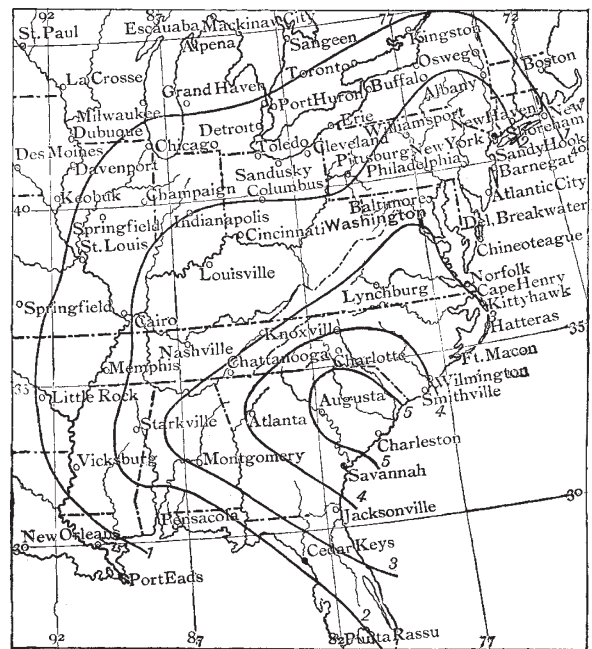 92
87
82
77
72
St. Paul
Escauaba Mackinaw City
Alpena
Sangeen
Kingston
Oswego
Boston
La Crosse
Grand Haven
Toronto
Port Huron
Buffalo
Albany
Milwaukee
Dubuque
Detroit
Erie
Williamsport
New Haven
New
Shoreham
Des Moines
Chicago
Toledo
Cleveland
New York
Sandy Hook
Davenport
Sandusky
Pittsburg
Philadelphia
Barnegat
40
Keobuk
Champaign
Columbus
Baltimore
Atlantic City
40
Springfield
Indianapolis
Washington
Del. Breakwater
St. Louis
Cincinnati
Chineoteague
Louisville
Norfolk
Springfield
Lynchburg
Cape Henry
Kittyhawk
Cairo
3
Knoxville
Hatteras
35
Nashville
Memphis
Chattanooga
Charlotte
Ft. Macon
35
Little Rock
Wilmington
Augusta
5
4
Smithville
Starkville
Atlanta
Charleston
Vicksburg
Montgomery
5
Savannah
4
30
Pensacola
Jacksonville
New Orleans
30
1
Cedar Keys
3
Port Eads
2
92
87
82
Punta Rassu
77